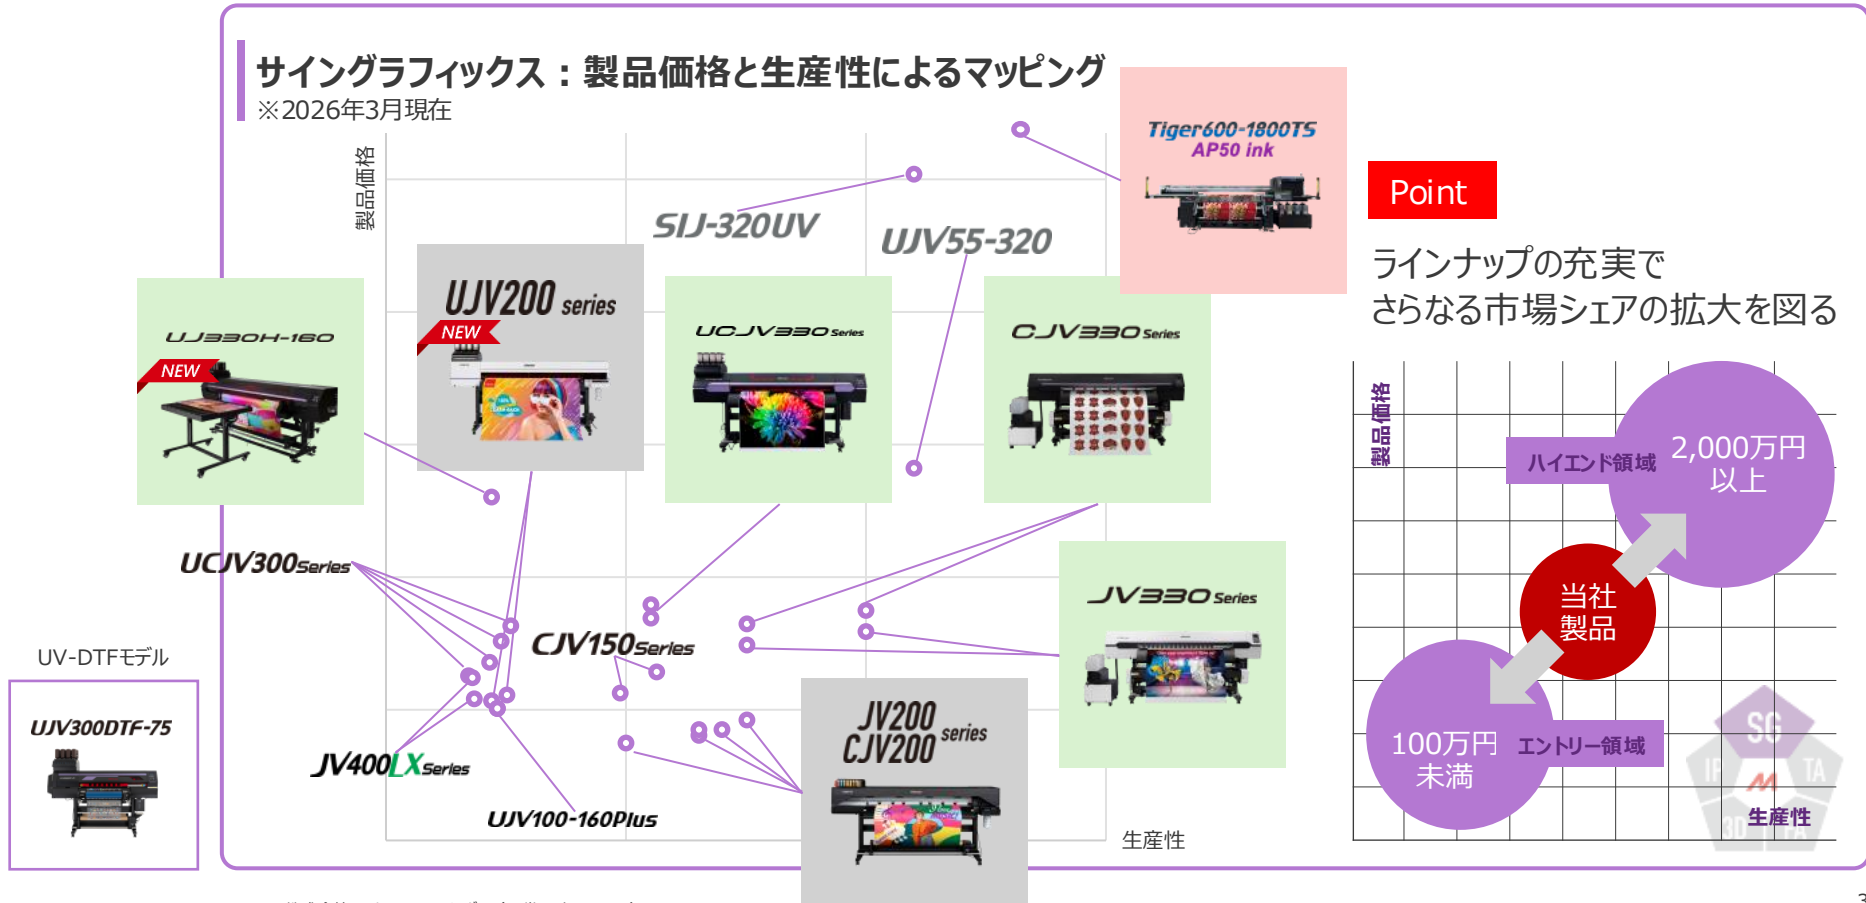 サイングラフィックス：製品価格と生産性によるマッピング
※2026年3月現在
製品価格
Tiger600-1800TS
AP50 ink
SIJ-320UV
UJV55-320
UJV200 series
NEW
UCJV330 Series
CJV330 Series
UJ330H-160
NEW
UCJV300Series
CJV150Series
JV330 Series
UV-DTFモデル
UJV300DTF-75
JV400LX Series
UJV100-160Plus
JV200
CJV200 series
生産性
Point
ラインナップの充実で
さらなる市場シェアの拡大を図る
製品価格
ハイエンド領域
2,000万円
以上
当社
製品
100万円
未満
エントリー領域
SG
IP
TA
3D
FA
生産性